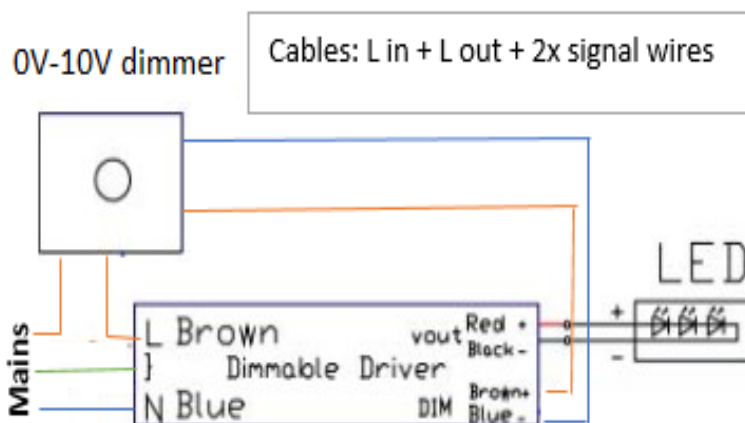 0V-10V dimmer
Cables: L in + L out + 2x signal wires
LED
Mains
L Brown
vout Red +
Black -
} Dimmable Driver
N Blue
DIM Brown+
Blue -
+
-